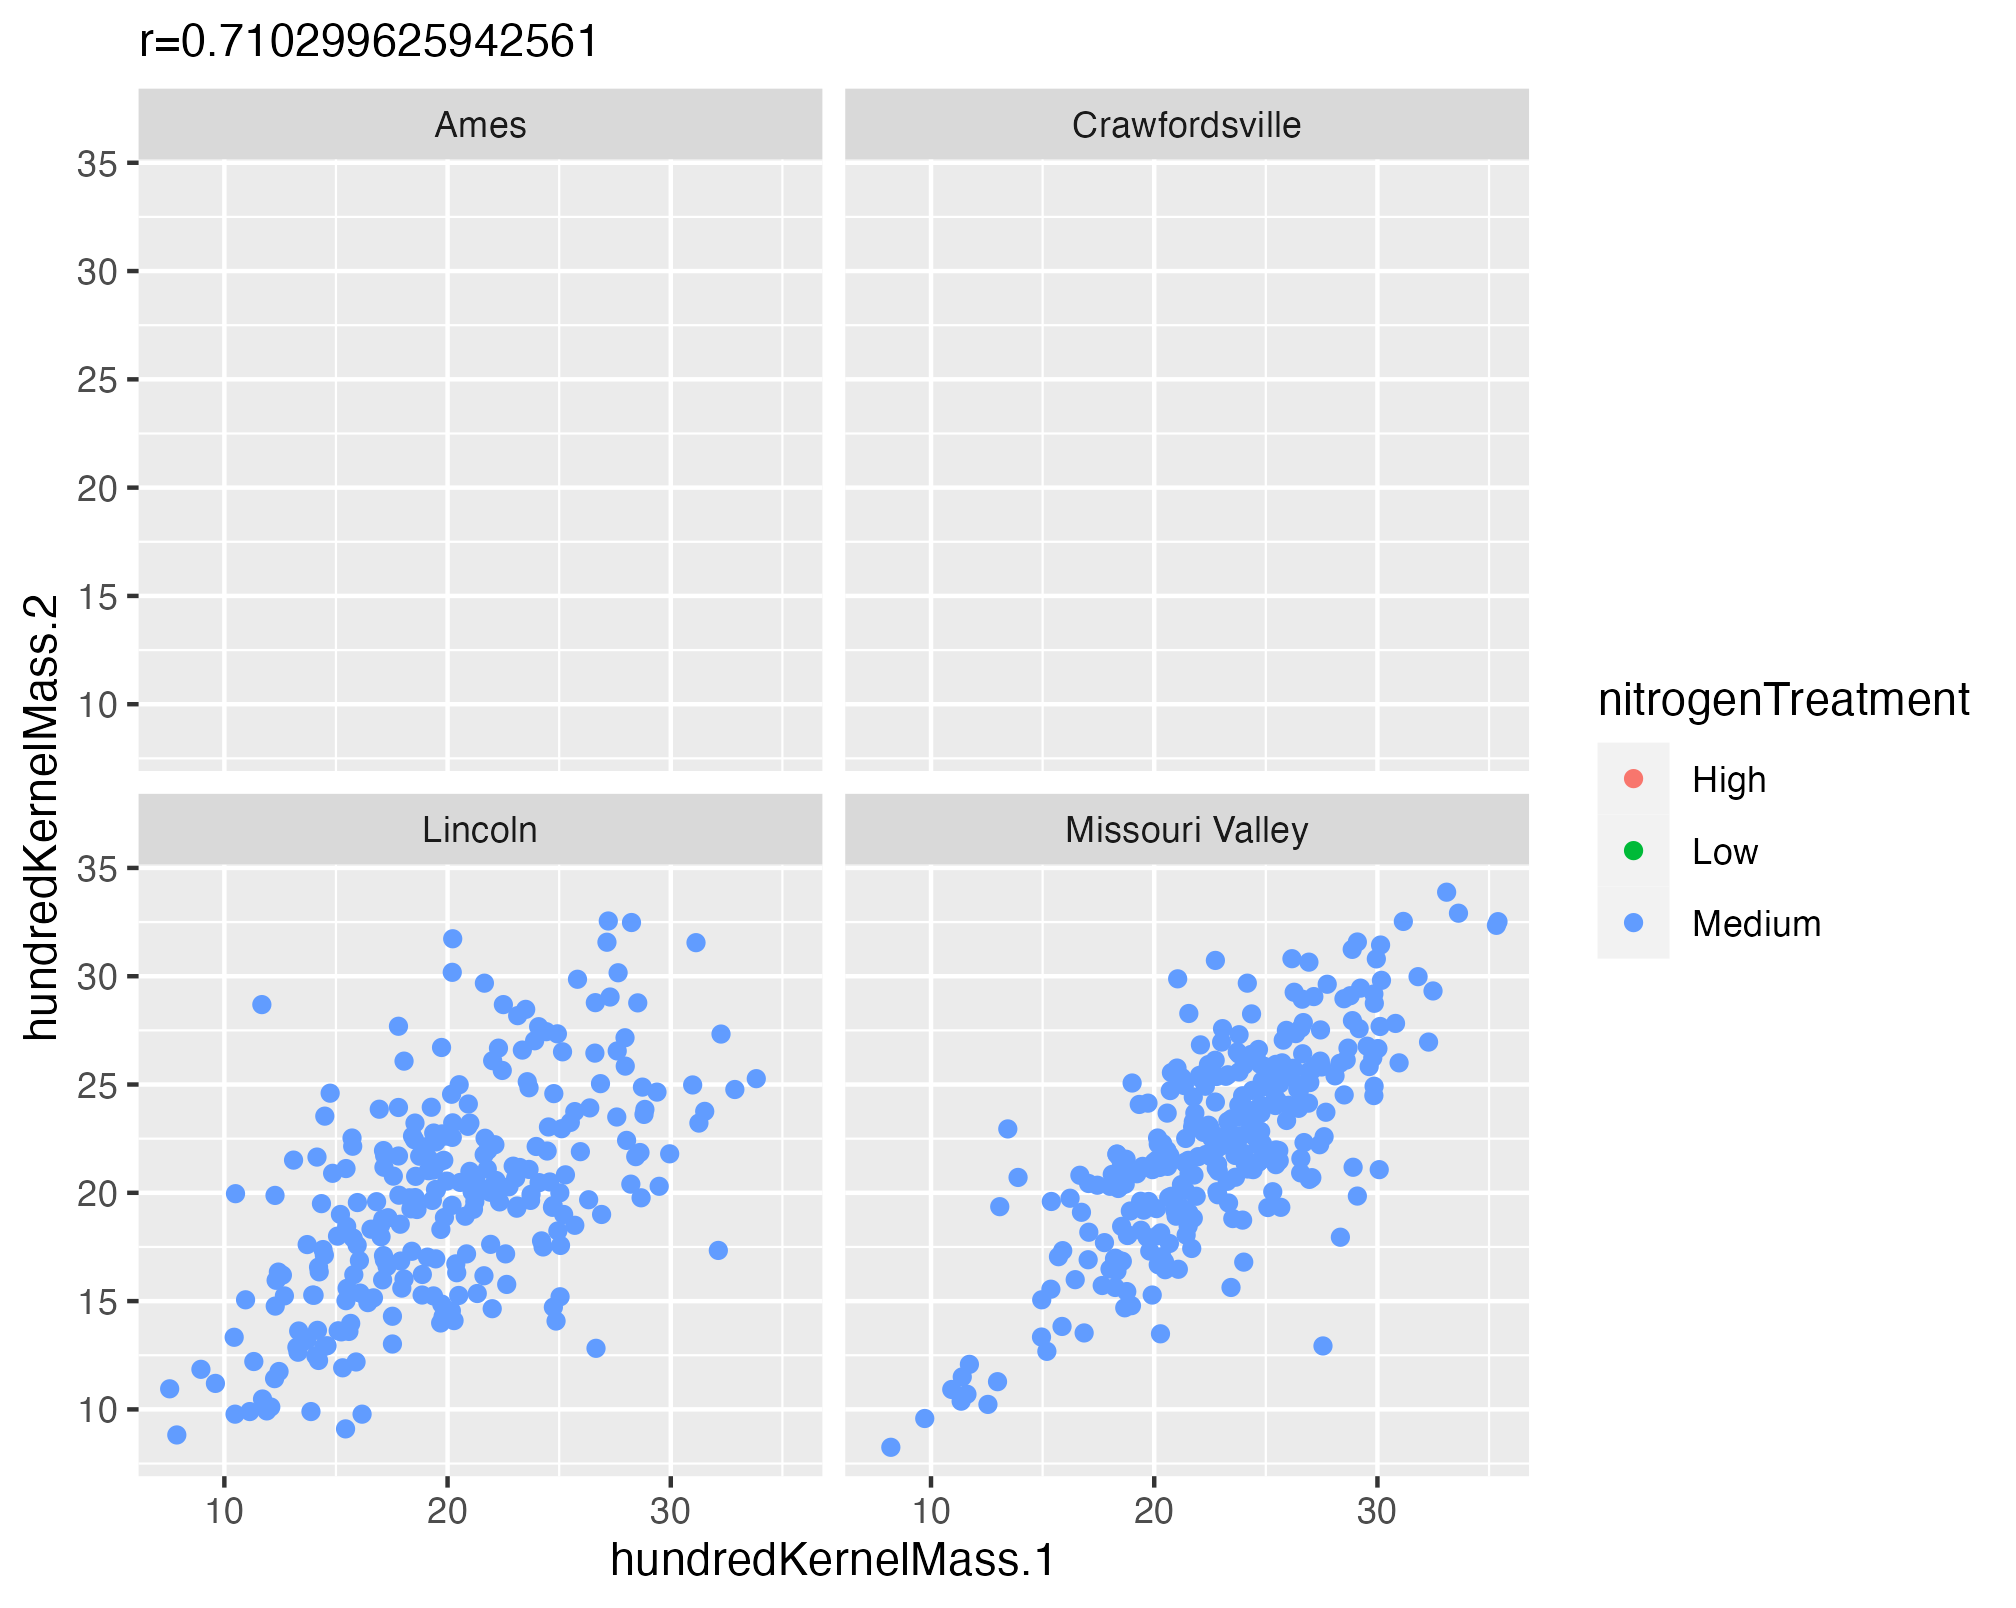 r=0.710299625942561
Ames
Crawfordsville
35
30
25
20
15
10
Lincoln
Missouri Valley
35
30
25
20
15
10
10
20
30
10
20
30
hundredKernelMass.1
hundredKernelMass.2
nitrogenTreatment
High
Low
Medium